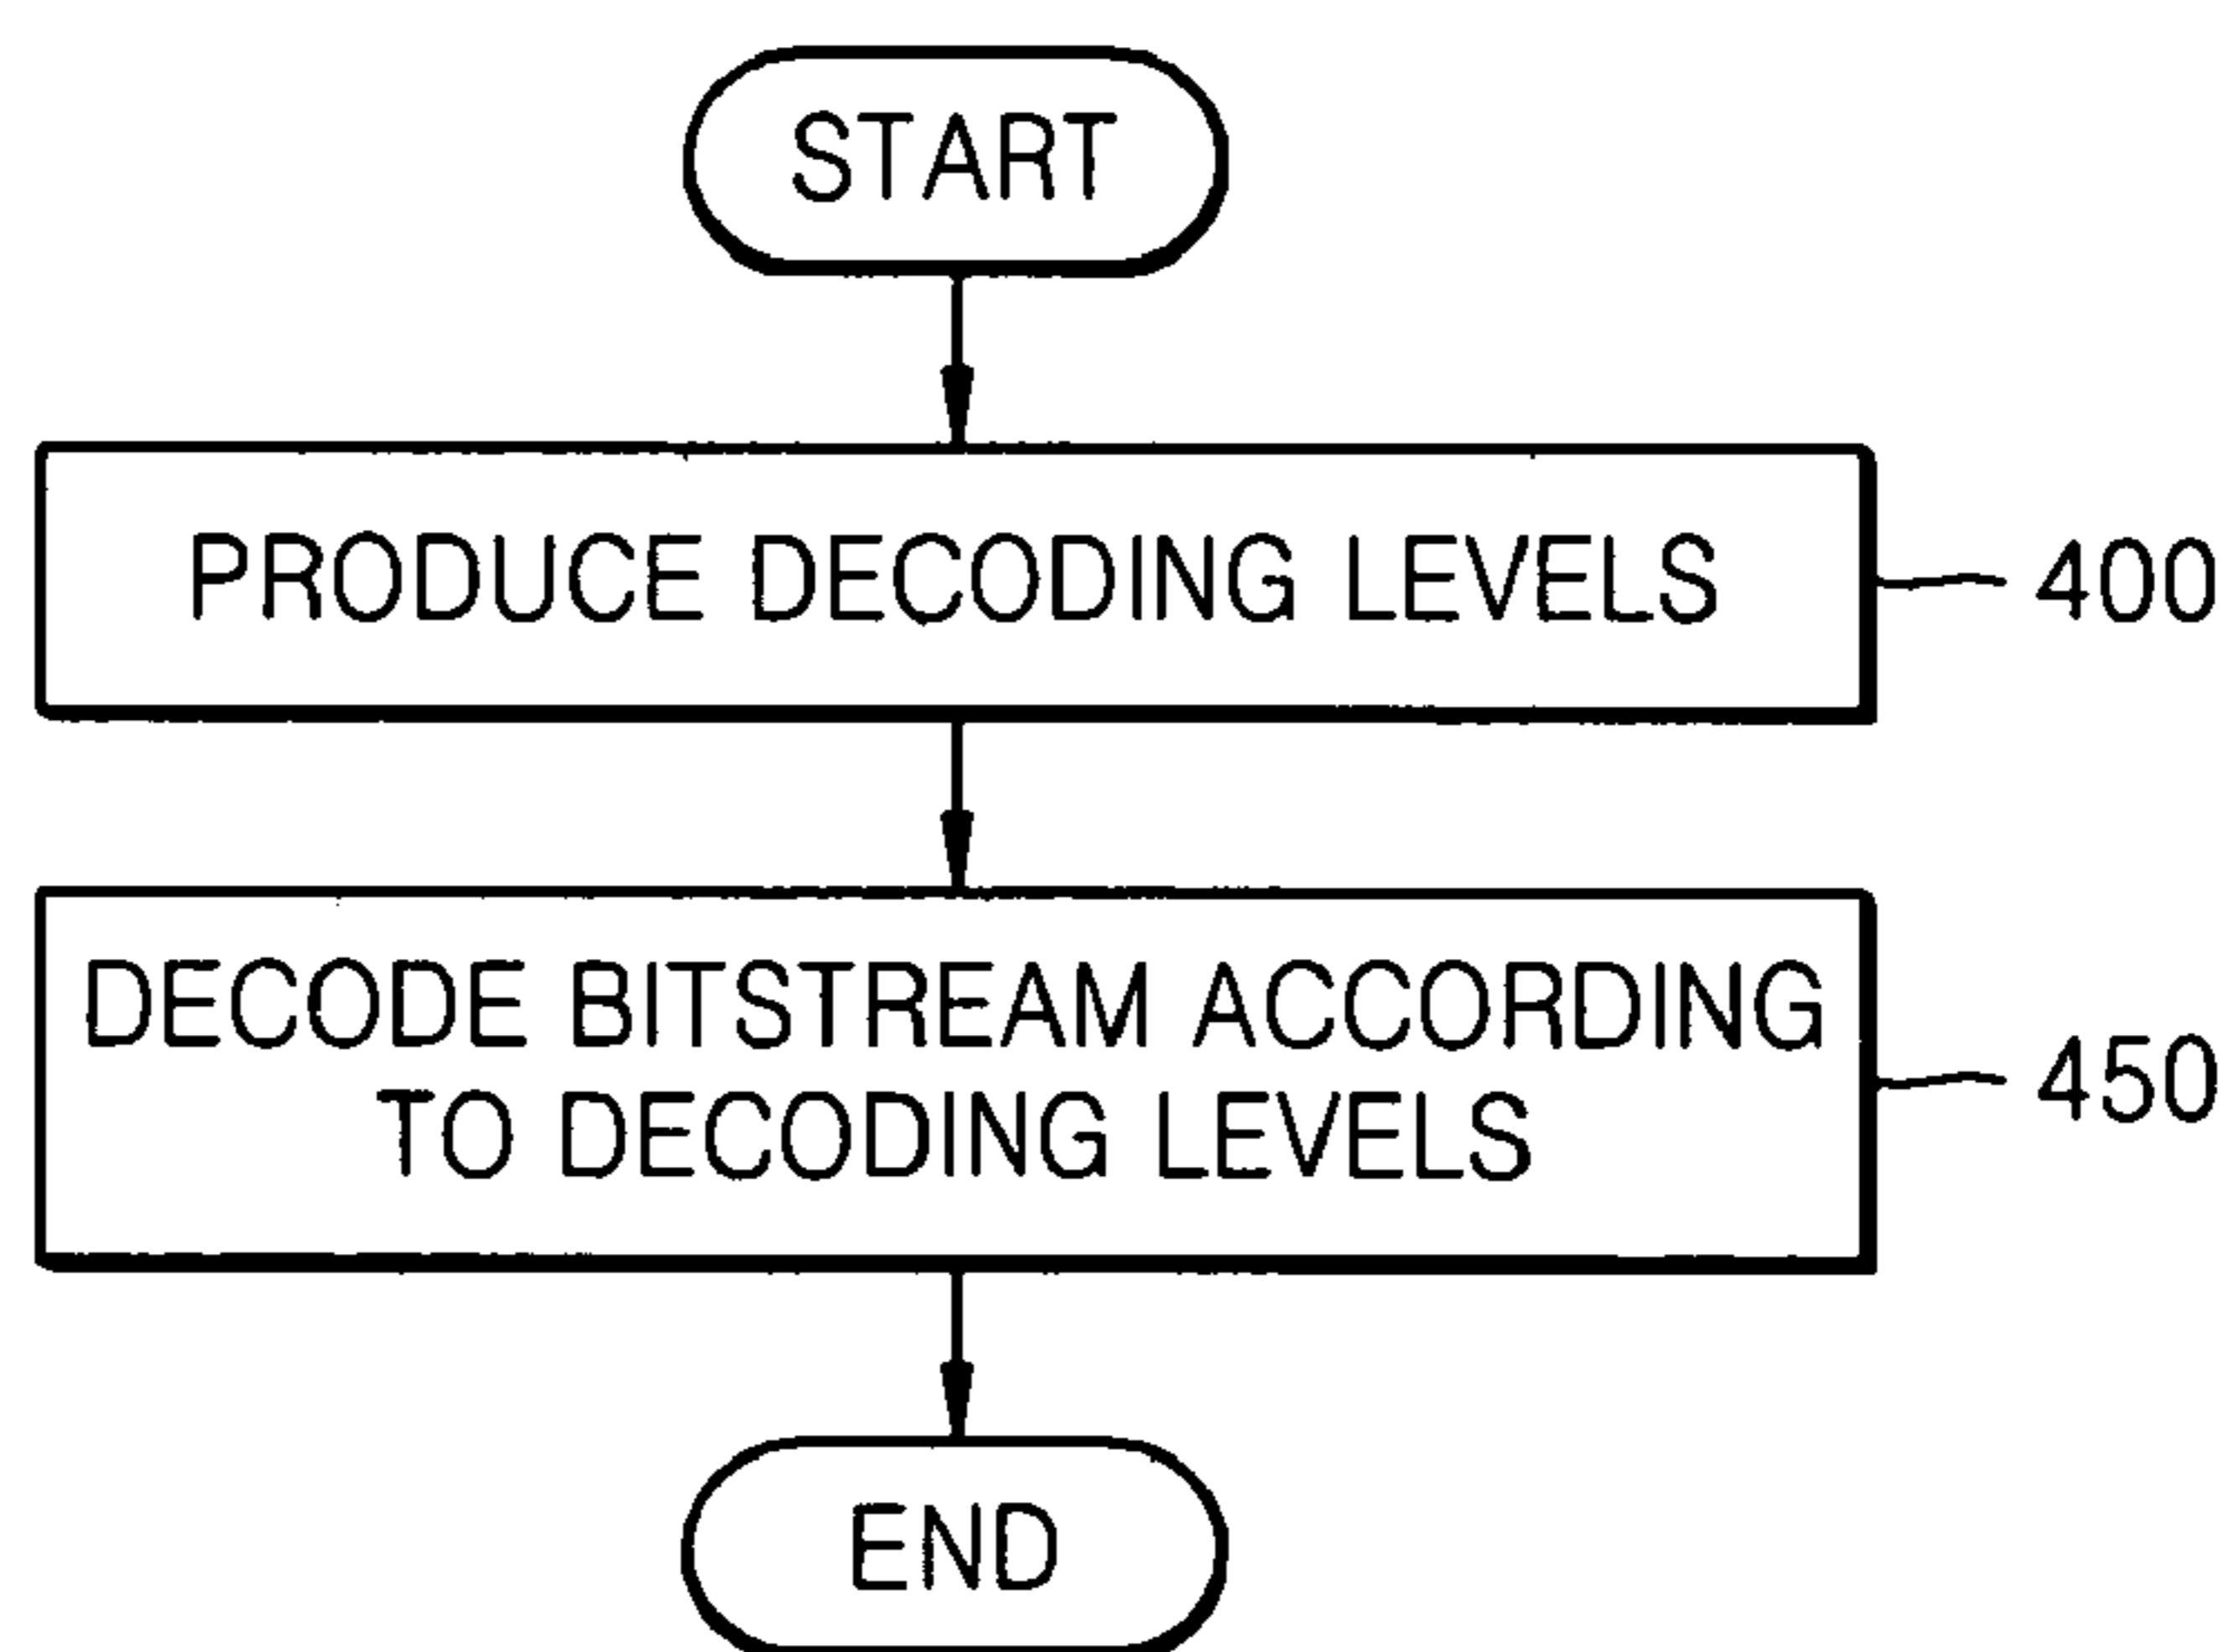 START
PRODUCE DECODING LEVELS
400
DECODE BITSTREAM ACCORDING
TO DECODING LEVELS
450
END